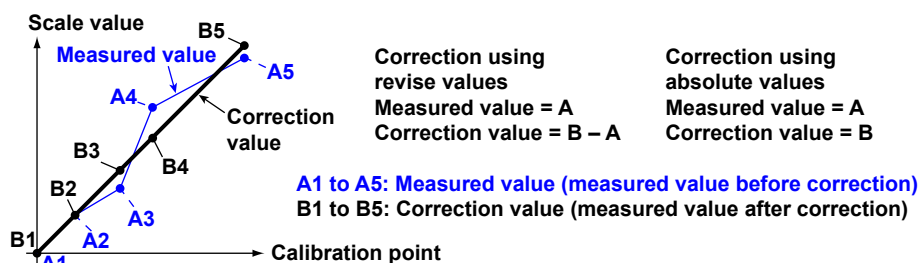 Scale value
B5
Measured value
A5
A4
Correction
value
B3
B4
B2
A3
A2
B1
A1
Calibration point
Correction using
revise values
Measured value = A
Correction value = B – A
Correction using
absolute values
Measured value = A
Correction value = B
A1 to A5: Measured value (measured value before correction)
B1 to B5: Correction value (measured value after correction)